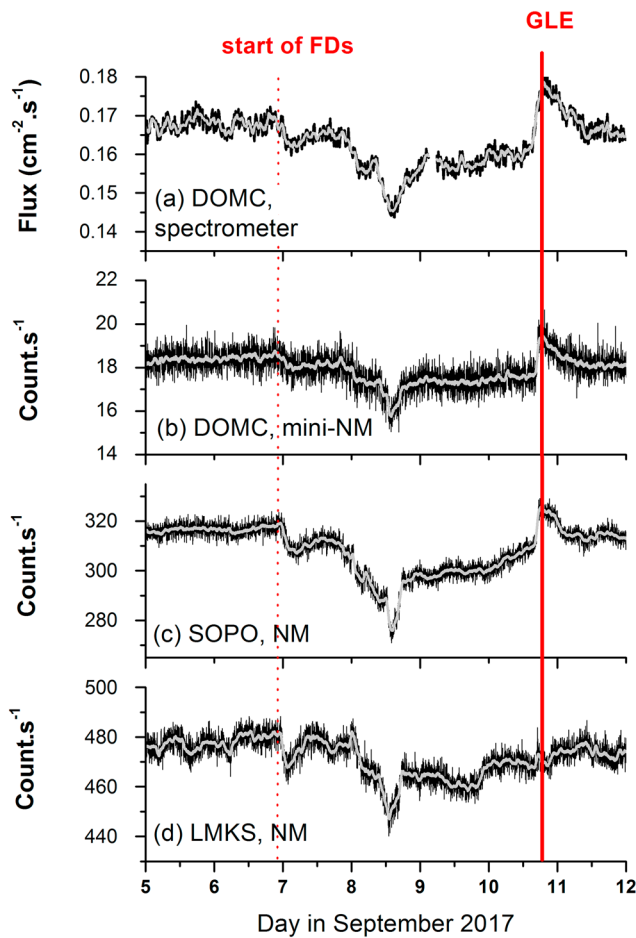 GLE
start of FDs
0.18
0.17
0.16
0.15
0.14
Flux (cm⁻².s⁻¹)
(a) DOMC,
spectrometer
22
20
18
16
14
Count.s⁻¹
(b) DOMC, mini-NM
320
300
280
Count.s⁻¹
(c) SOPO, NM
500
480
460
440
Count.s⁻¹
(d) LMKS, NM
5 6 7 8 9 10 11 12
Day in September 2017